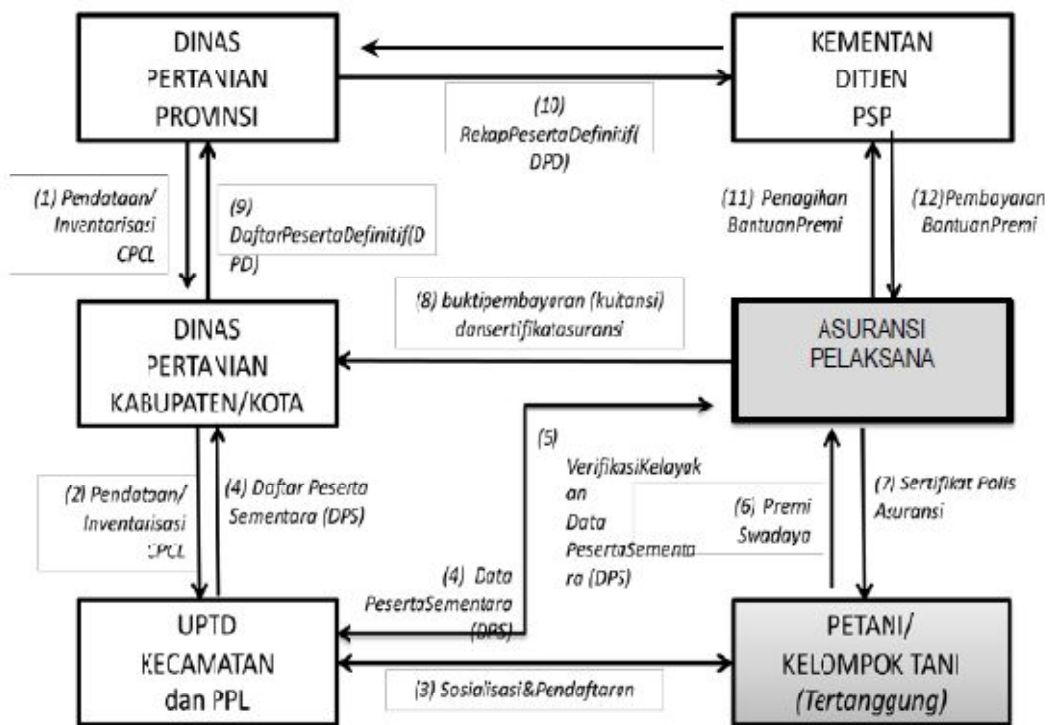 DINAS
PERTANIAN
PROVINSI
KEMENTAN
DITJEN
PSP
(10)
RekapPesertaDefinitif(
DPD)
(1) Pendataan/
Inventarisasi
CPCL
(9)
DaftarPesertaDefinitif(D
PD)
(11) Penagihan
BantuanPremi
(12)Pembayaran
BantuanPremi
(8) buktipembayaran (kuitansi)
dansertifikatasuransi
DINAS
PERTANIAN
KABUPATEN/KOTA
ASURANSI
PELAKSANA
(5)
VerifikasiKelayak
an
Data
PesertaSementa
ra (DPS)
(2) Pendataan/
Inventarisasi
CPCL
(4) Daftar Peserta
Sementara (DPS)
(6) Premi
Swadaya
(7) Sertifikat Polis
Asuransi
(4) Data
PesertaSementara
(DPS)
UPTD
KECAMATAN
dan PPL
PETANI/
KELOMPOK TANI
(Tertanggung)
(3) Sosialisasi&Pendaftaran